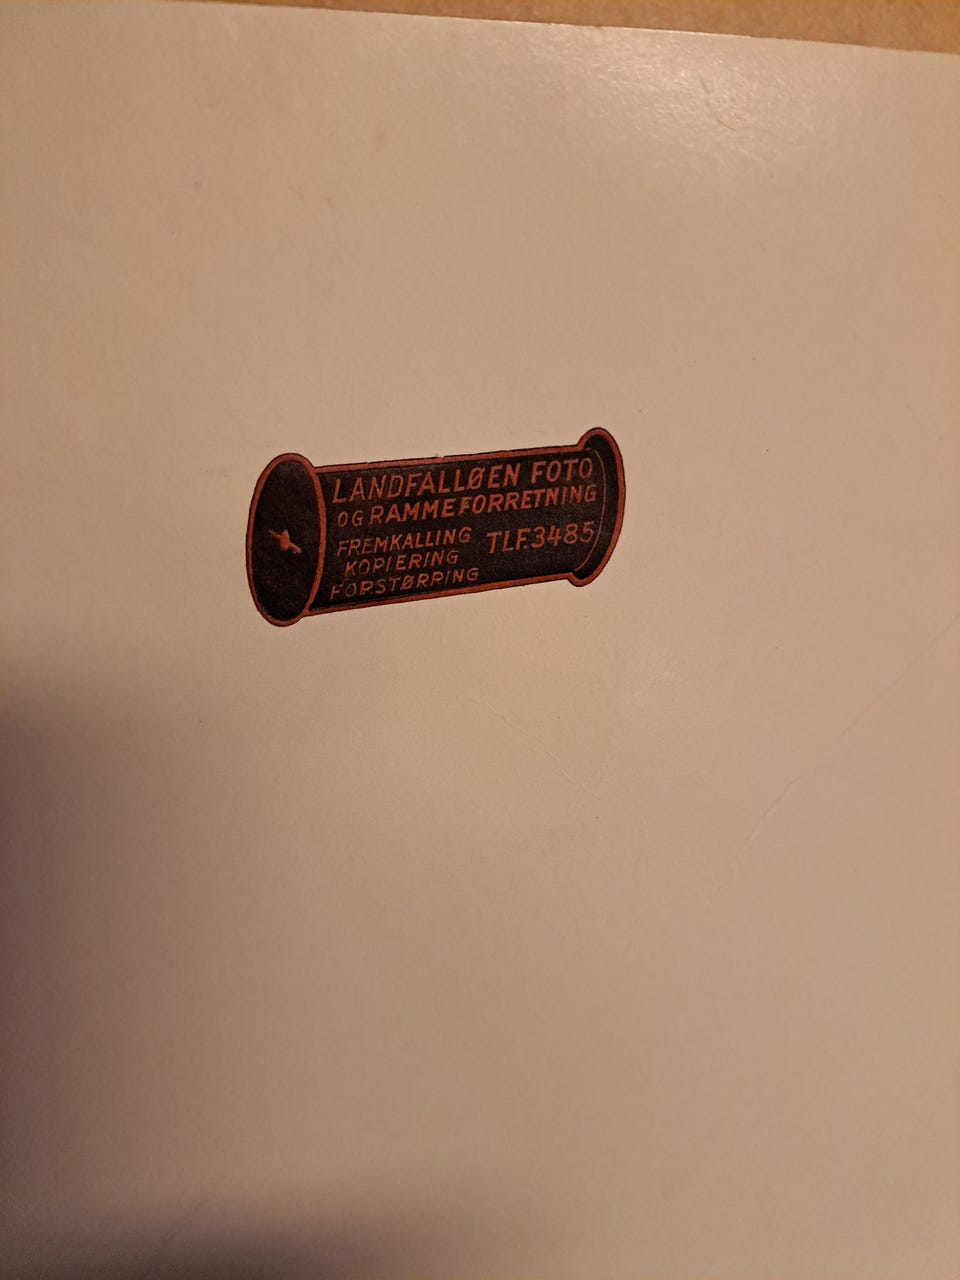 LANDFALLØEN FOTO
OG RAMMEFORRETNING
FREMKALLING
KOPIERING
FORSTØRRING
TLF.3485